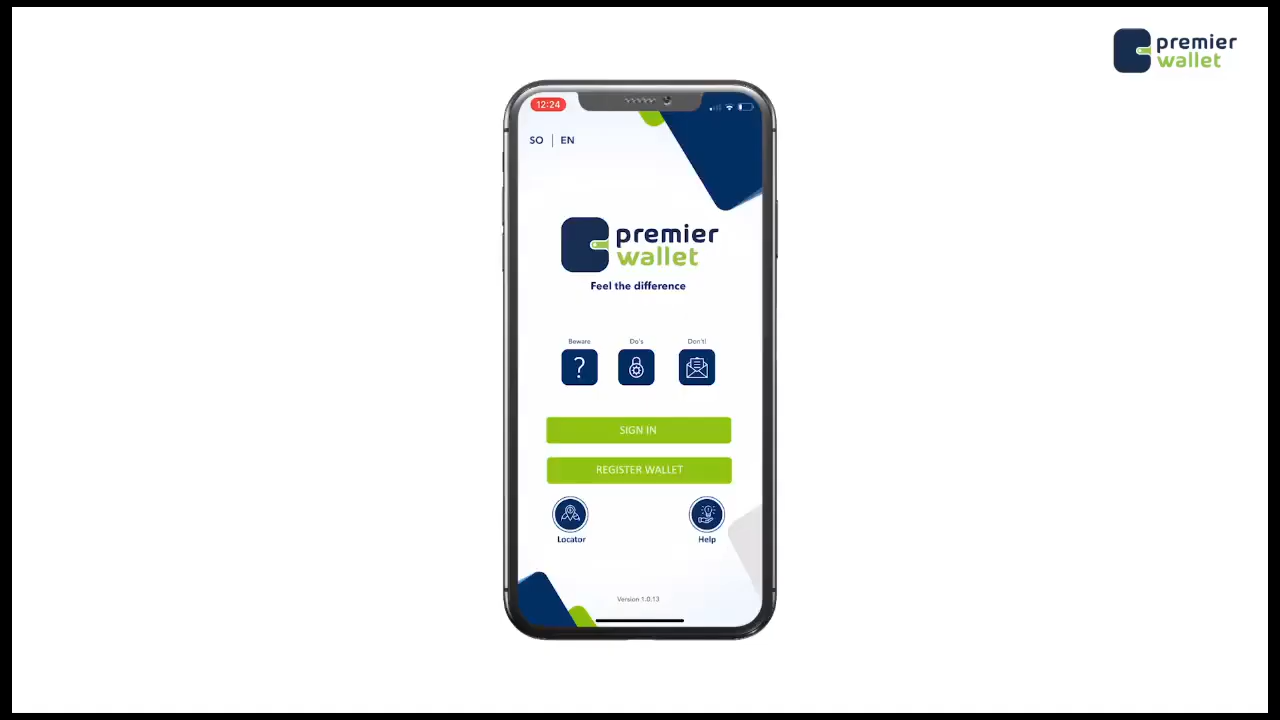 premier
wallet
12:24
SO | EN
premier
wallet
Feel the difference
Beware Do's Don't!
?
SIGN IN
REGISTER WALLET
Locator Help
Version 1.0.13